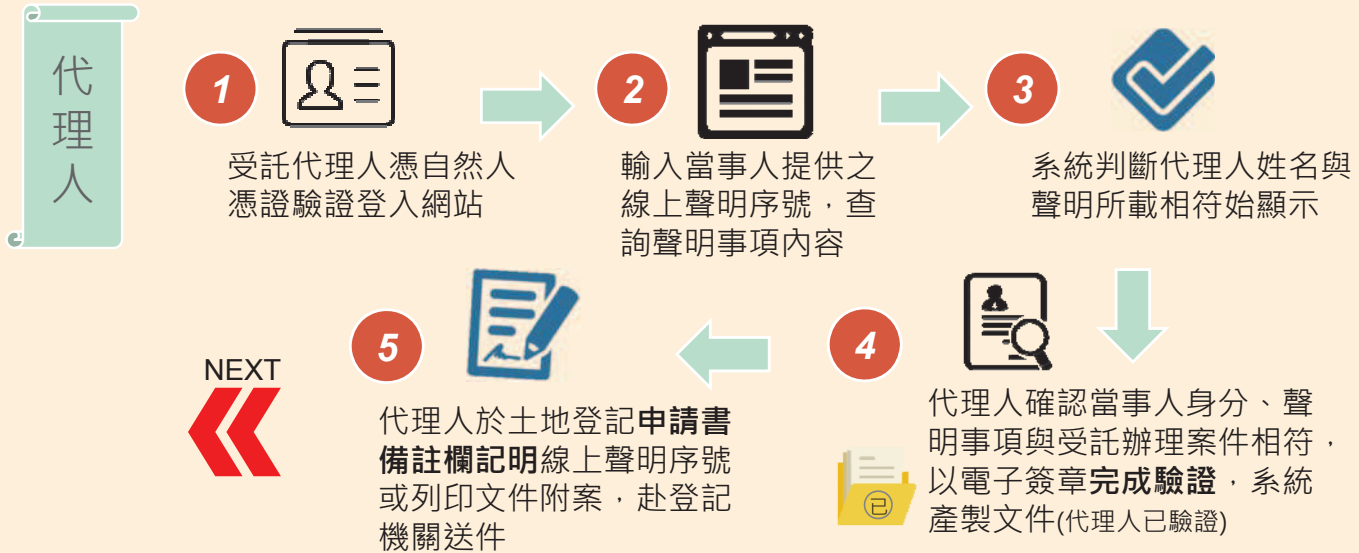 代理人
1
受託代理人憑自然人
憑證驗證登入網站
2
輸入當事人提供之
線上聲明序號，查
詢聲明事項內容
3
系統判斷代理人姓名與
聲明所載相符始顯示
4
代理人確認當事人身分、聲
明事項與受託辦理案件相符，
以電子簽章完成驗證，系統
產製文件(代理人已驗證)
已
5
代理人於土地登記申請書
備註欄記明線上聲明序號
或列印文件附案，赴登記
機關送件
NEXT